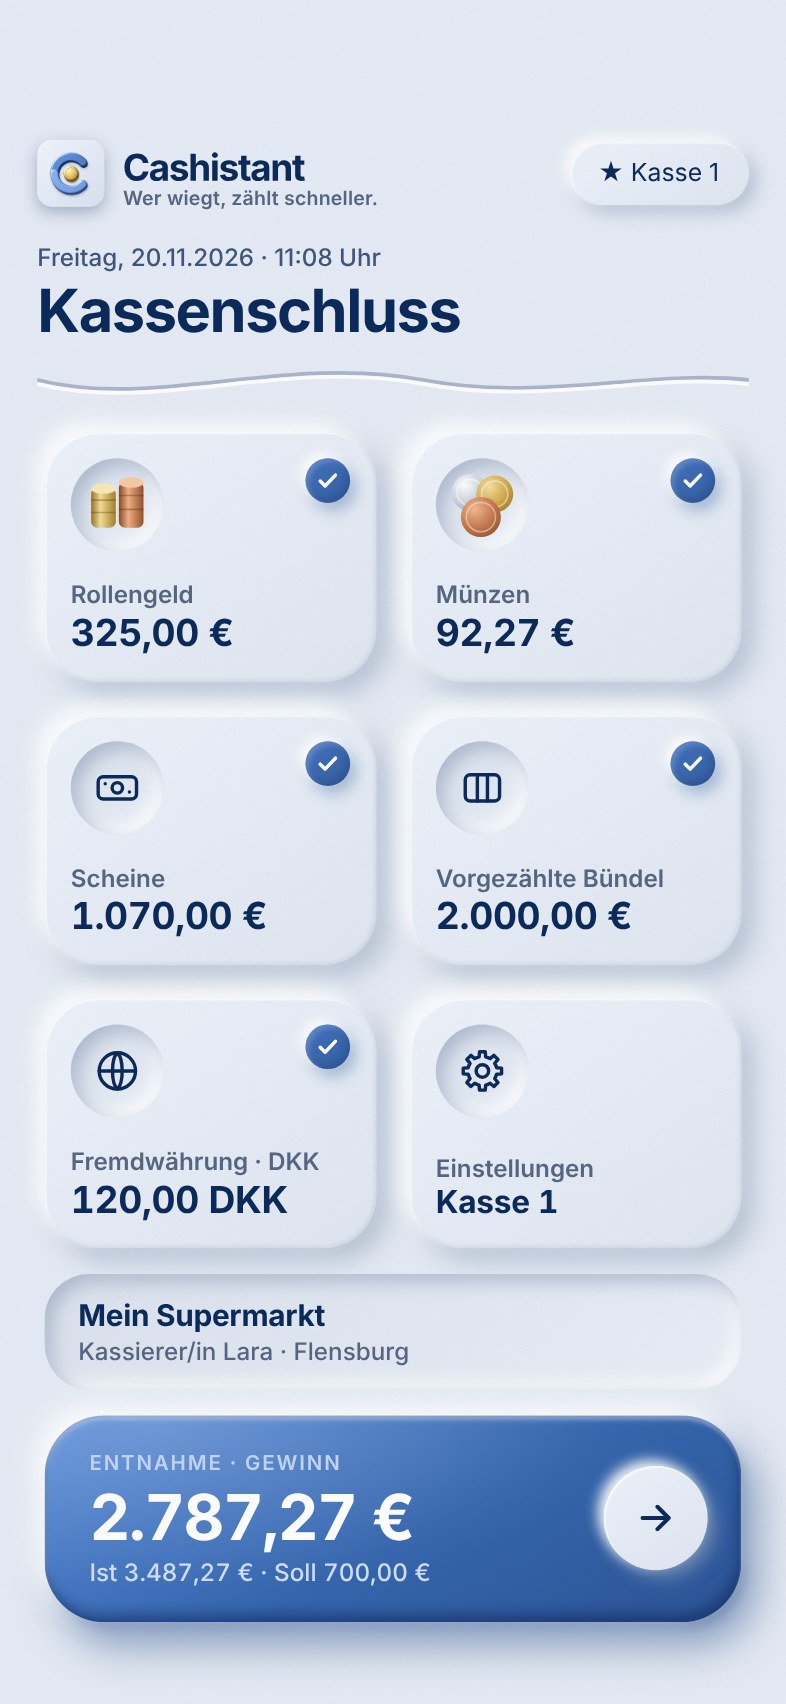 Cashistant
Wer wiegt, zählt schneller.
★ Kasse 1
Freitag, 20.11.2026 · 11:08 Uhr
Kassenschluss
Rollengeld
325,00 €
Münzen
92,27 €
Scheine
1.070,00 €
Vorgezählte Bündel
2.000,00 €
Fremdwährung · DKK
120,00 DKK
Einstellungen
Kasse 1
Mein Supermarkt
Kassierer/in Lara · Flensburg
ENTNAHME · GEWINN
2.787,27 €
Ist 3.487,27 € · Soll 700,00 €